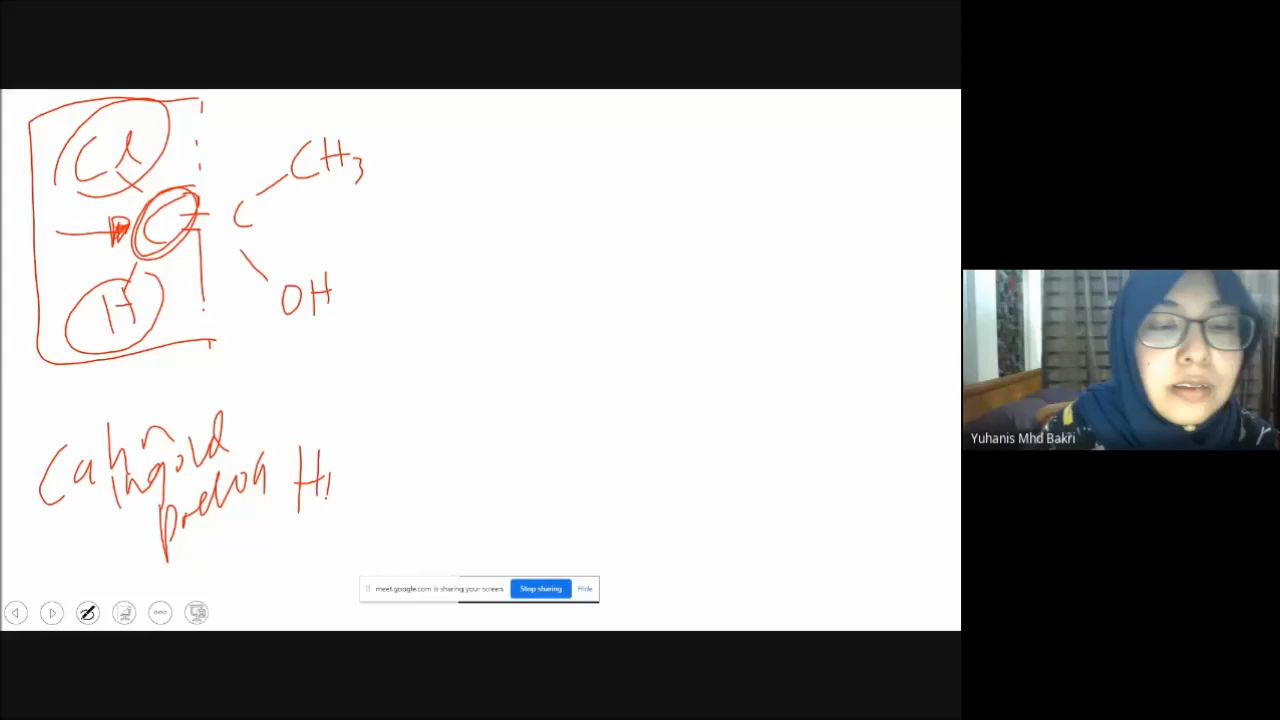 Cl
CH3
C
C
H
OH
Cahn
Ingold
prelog H
meet.google.com is sharing your screen Stop sharing Hide
Yuhanis Mhd Bakri